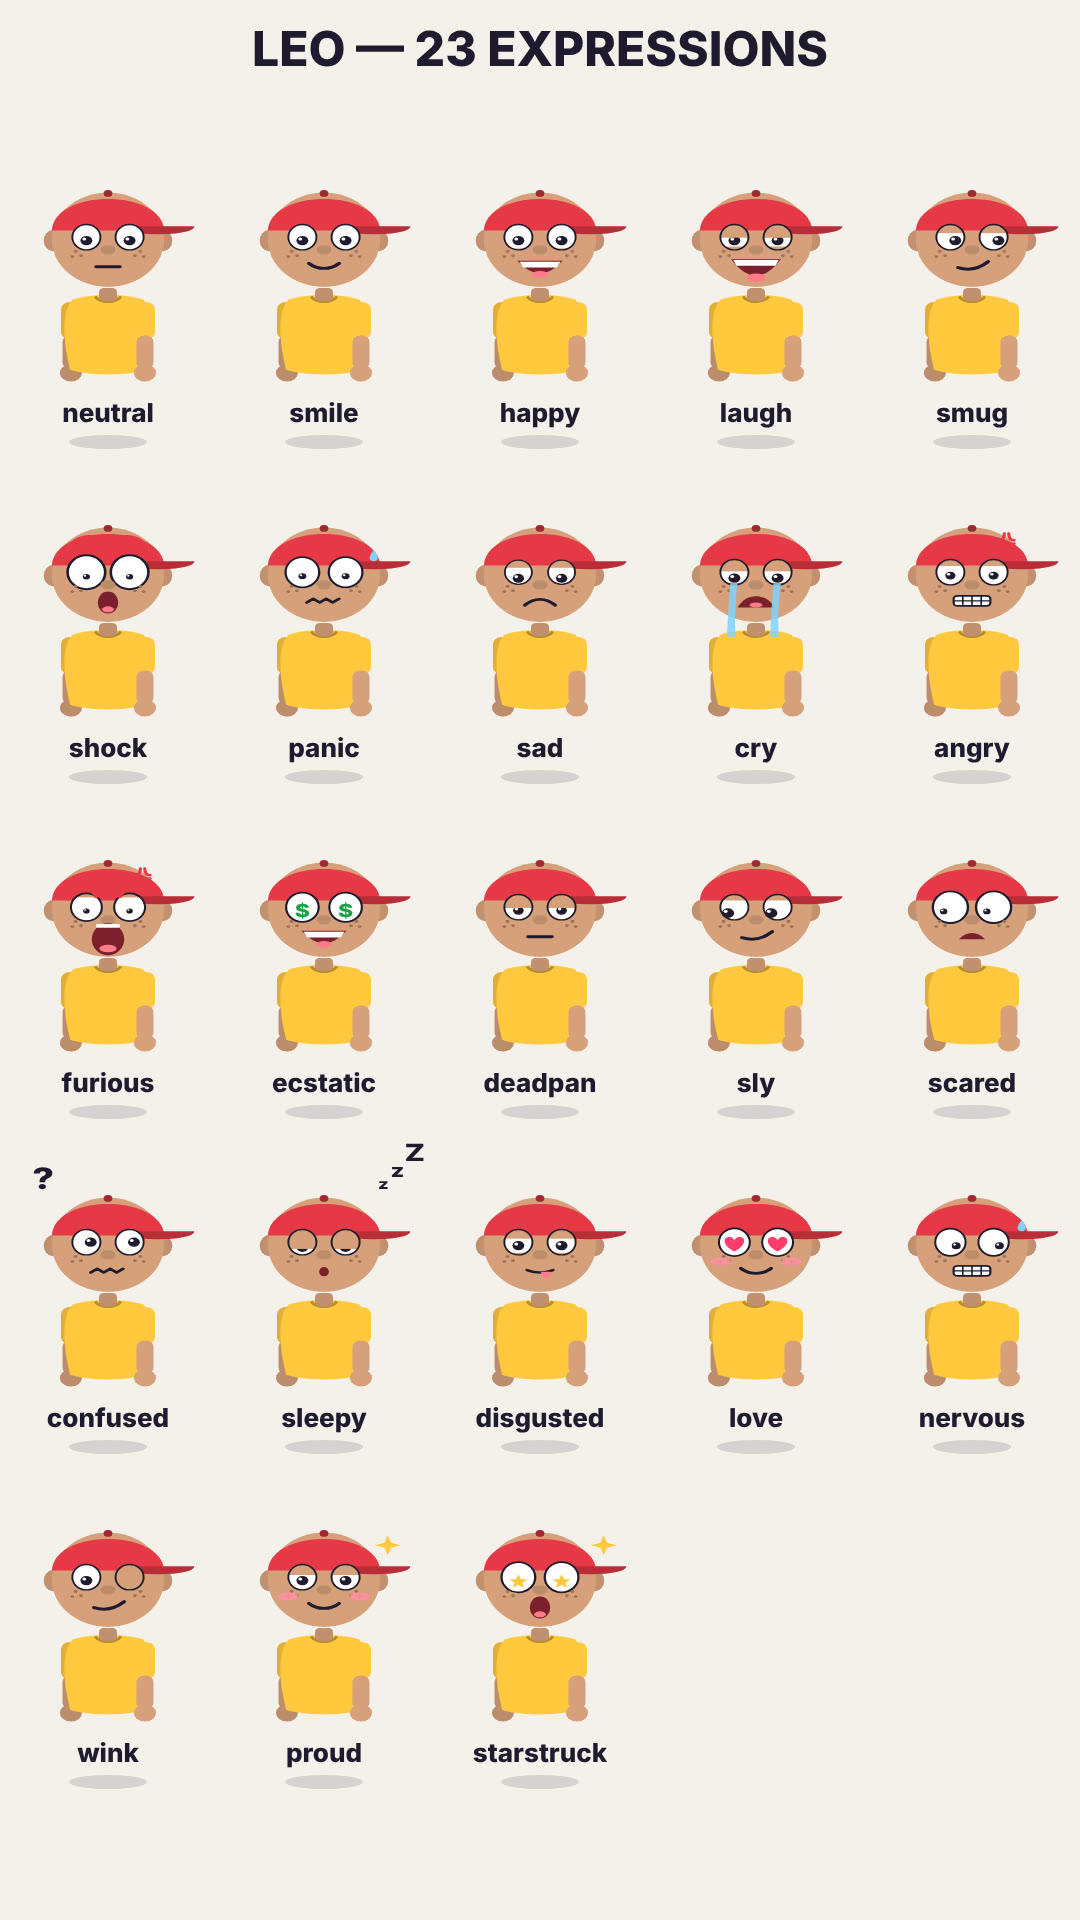 LEO — 23 EXPRESSIONS
neutral smile happy laugh smug
shock panic sad cry angry
$ $
furious ecstatic deadpan sly scared
? z z Z
confused sleepy disgusted love nervous
wink proud starstruck